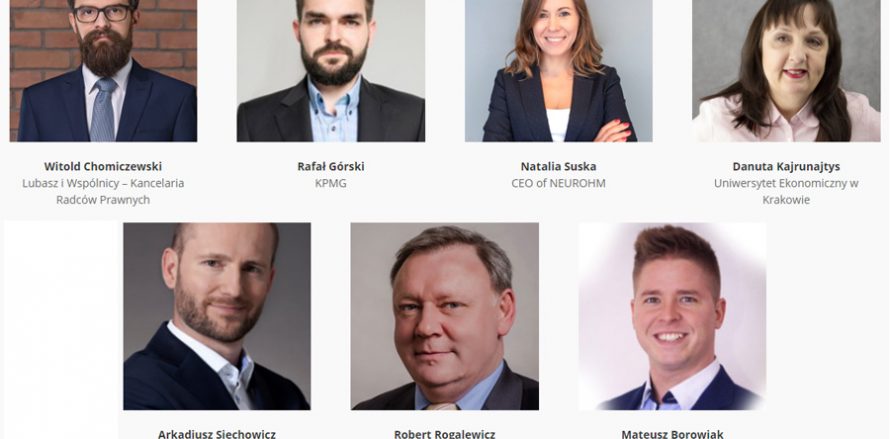 Witold Chomiczewski
Lubasz i Wspólnicy – Kancelaria
Radców Prawnych
Rafał Górski
KPMG
Natalia Suska
CEO of NEUROHM
Danuta Kajrunajtys
Uniwersytet Ekonomiczny w
Krakowie
Arkadiusz Siechowicz
Robert Rogalewicz
Mateusz Borowiak